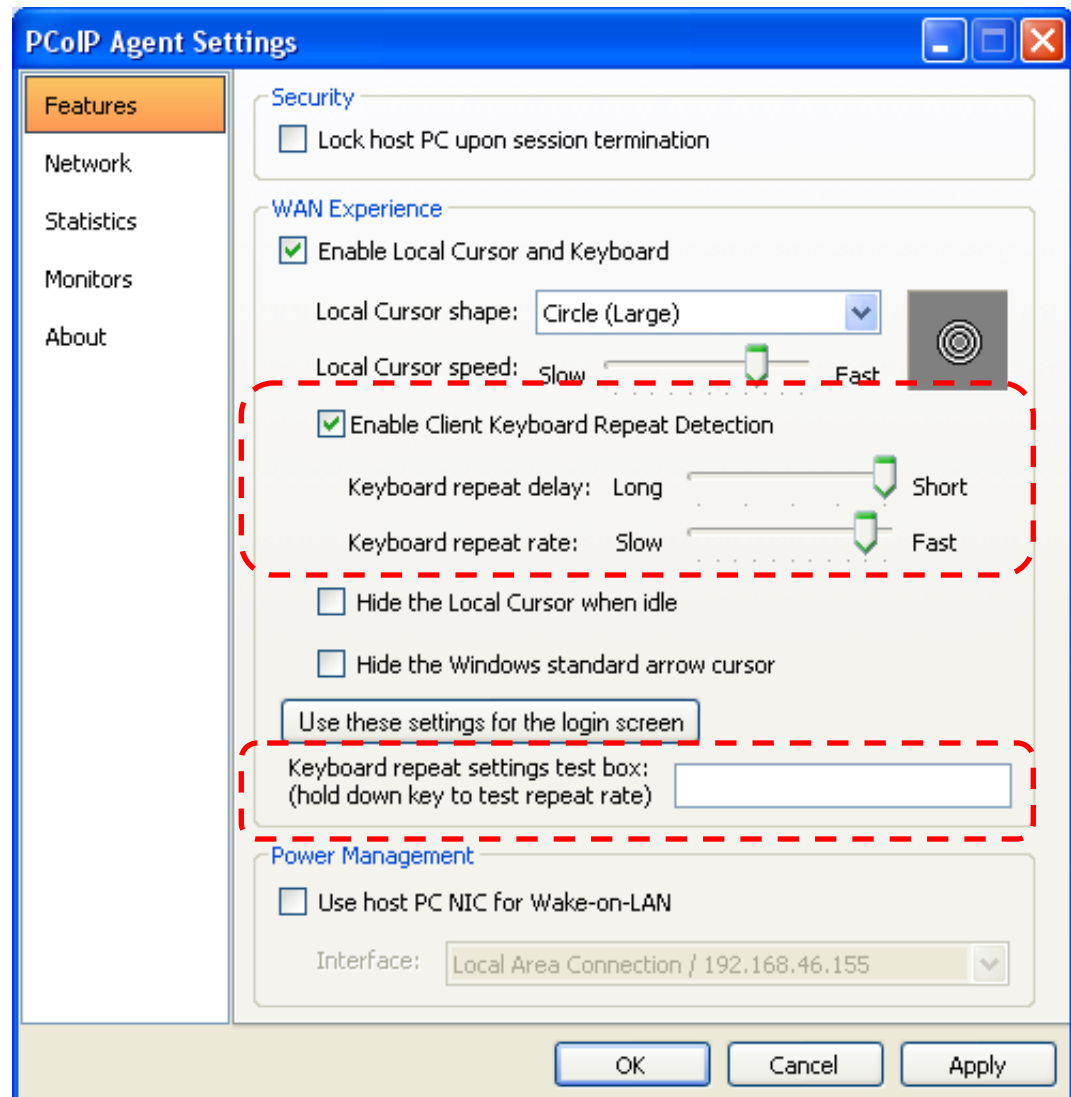 PCoIP Agent Settings
Features
Network
Statistics
Monitors
About
Security
Lock host PC upon session termination
WAN Experience
Enable Local Cursor and Keyboard
Local Cursor shape: Circle (Large)
Local Cursor speed: Slow Fast
Enable Client Keyboard Repeat Detection
Keyboard repeat delay: Long Short
Keyboard repeat rate: Slow Fast
Hide the Local Cursor when idle
Hide the Windows standard arrow cursor
Use these settings for the login screen
Keyboard repeat settings test box:
(hold down key to test repeat rate)
Power Management
Use host PC NIC for Wake-on-LAN
Interface: Local Area Connection / 192.168.46.155
OK Cancel Apply